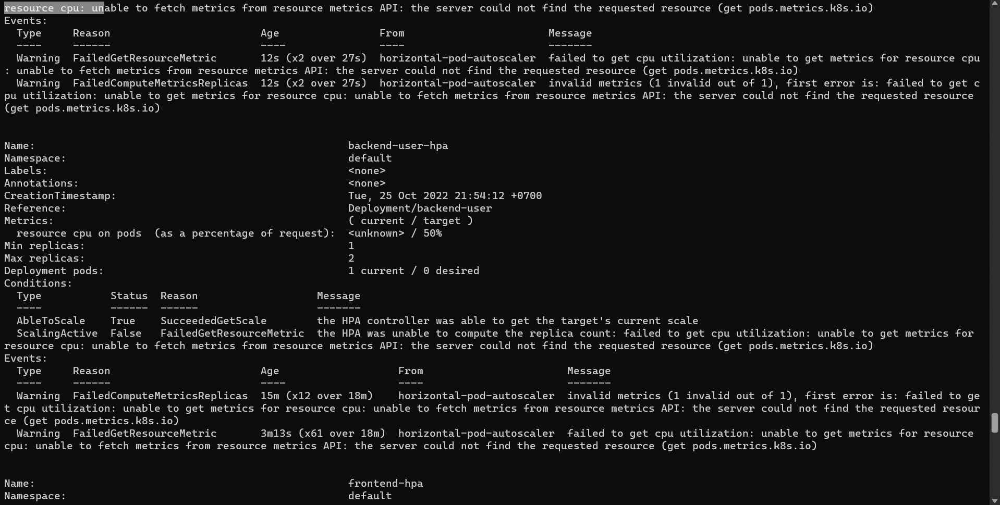 resource cpu: unable to fetch metrics from resource metrics API: the server could not find the requested resource (get pods.metrics.k8s.io)
Events:
  Type     Reason                        Age                From                       Message
  ----     ------                        ----               ----                       -------
  Warning  FailedGetResourceMetric       12s (x2 over 27s)  horizontal-pod-autoscaler  failed to get cpu utilization: unable to get metrics for resource cpu
: unable to fetch metrics from resource metrics API: the server could not find the requested resource (get pods.metrics.k8s.io)
  Warning  FailedComputeMetricsReplicas  12s (x2 over 27s)  horizontal-pod-autoscaler  invalid metrics (1 invalid out of 1), first error is: failed to get c
pu utilization: unable to get metrics for resource cpu: unable to fetch metrics from resource metrics API: the server could not find the requested resource
(get pods.metrics.k8s.io)
Name:                                                  backend-user-hpa
Namespace:                                             default
Labels:                                                <none>
Annotations:                                           <none>
CreationTimestamp:                                     Tue, 25 Oct 2022 21:54:12 +0700
Reference:                                             Deployment/backend-user
Metrics:                                               ( current / target )
  resource cpu on pods  (as a percentage of request):  <unknown> / 50%
Min replicas:                                          1
Max replicas:                                          2
Deployment pods:                                       1 current / 0 desired
Conditions:
  Type           Status  Reason                   Message
  ----           ------  ------                   -------
  AbleToScale    True    SucceededGetScale        the HPA controller was able to get the target's current scale
  ScalingActive  False   FailedGetResourceMetric  the HPA was unable to compute the replica count: failed to get cpu utilization: unable to get metrics for
resource cpu: unable to fetch metrics from resource metrics API: the server could not find the requested resource (get pods.metrics.k8s.io)
Events:
  Type     Reason                        Age                   From                       Message
  ----     ------                        ----                  ----                       -------
  Warning  FailedComputeMetricsReplicas  15m (x12 over 18m)    horizontal-pod-autoscaler  invalid metrics (1 invalid out of 1), first error is: failed to ge
t cpu utilization: unable to get metrics for resource cpu: unable to fetch metrics from resource metrics API: the server could not find the requested resour
ce (get pods.metrics.k8s.io)
  Warning  FailedGetResourceMetric       3m13s (x61 over 18m)  horizontal-pod-autoscaler  failed to get cpu utilization: unable to get metrics for resource
cpu: unable to fetch metrics from resource metrics API: the server could not find the requested resource (get pods.metrics.k8s.io)
Name:                                                  frontend-hpa
Namespace:                                             default